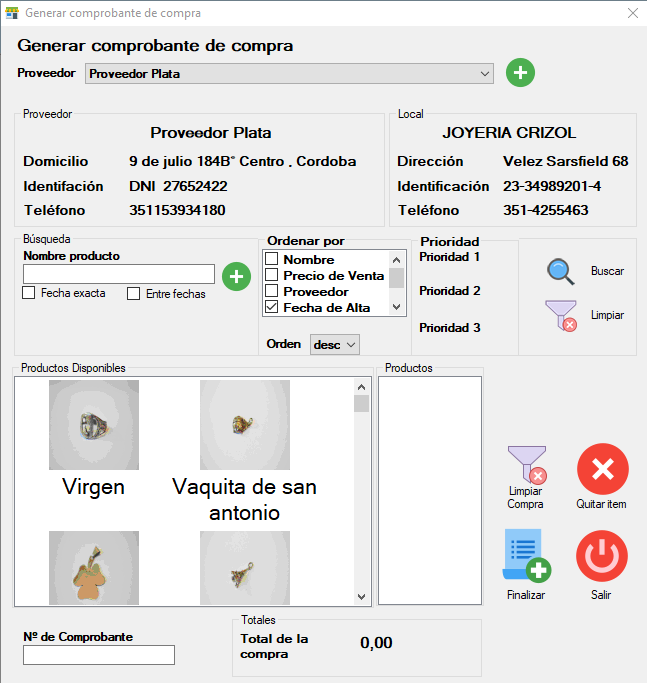 Generar comprobante de compra
Generar comprobante de compra
Proveedor
Proveedor Plata
Proveedor
Proveedor Plata
Domicilio 9 de julio 184B° Centro , Cordoba
Identifación DNI 27652422
Teléfono 351153934180
Local
JOYERIA CRIZOL
Dirección Velez Sarsfield 68
Identificación 23-34989201-4
Teléfono 351-4255463
Búsqueda
Nombre producto
Fecha exacta
Entre fechas
Ordenar por
Nombre
Precio de Venta
Proveedor
Fecha de Alta
Orden desc
Prioridad
Prioridad 1
Prioridad 2
Prioridad 3
Buscar
Limpiar
Productos Disponibles
Virgen
Vaquita de san
antonio
Productos
Limpiar
Compra
Quitar item
Finalizar
Salir
Nº de Comprobante
Totales
Total de la
compra
0,00